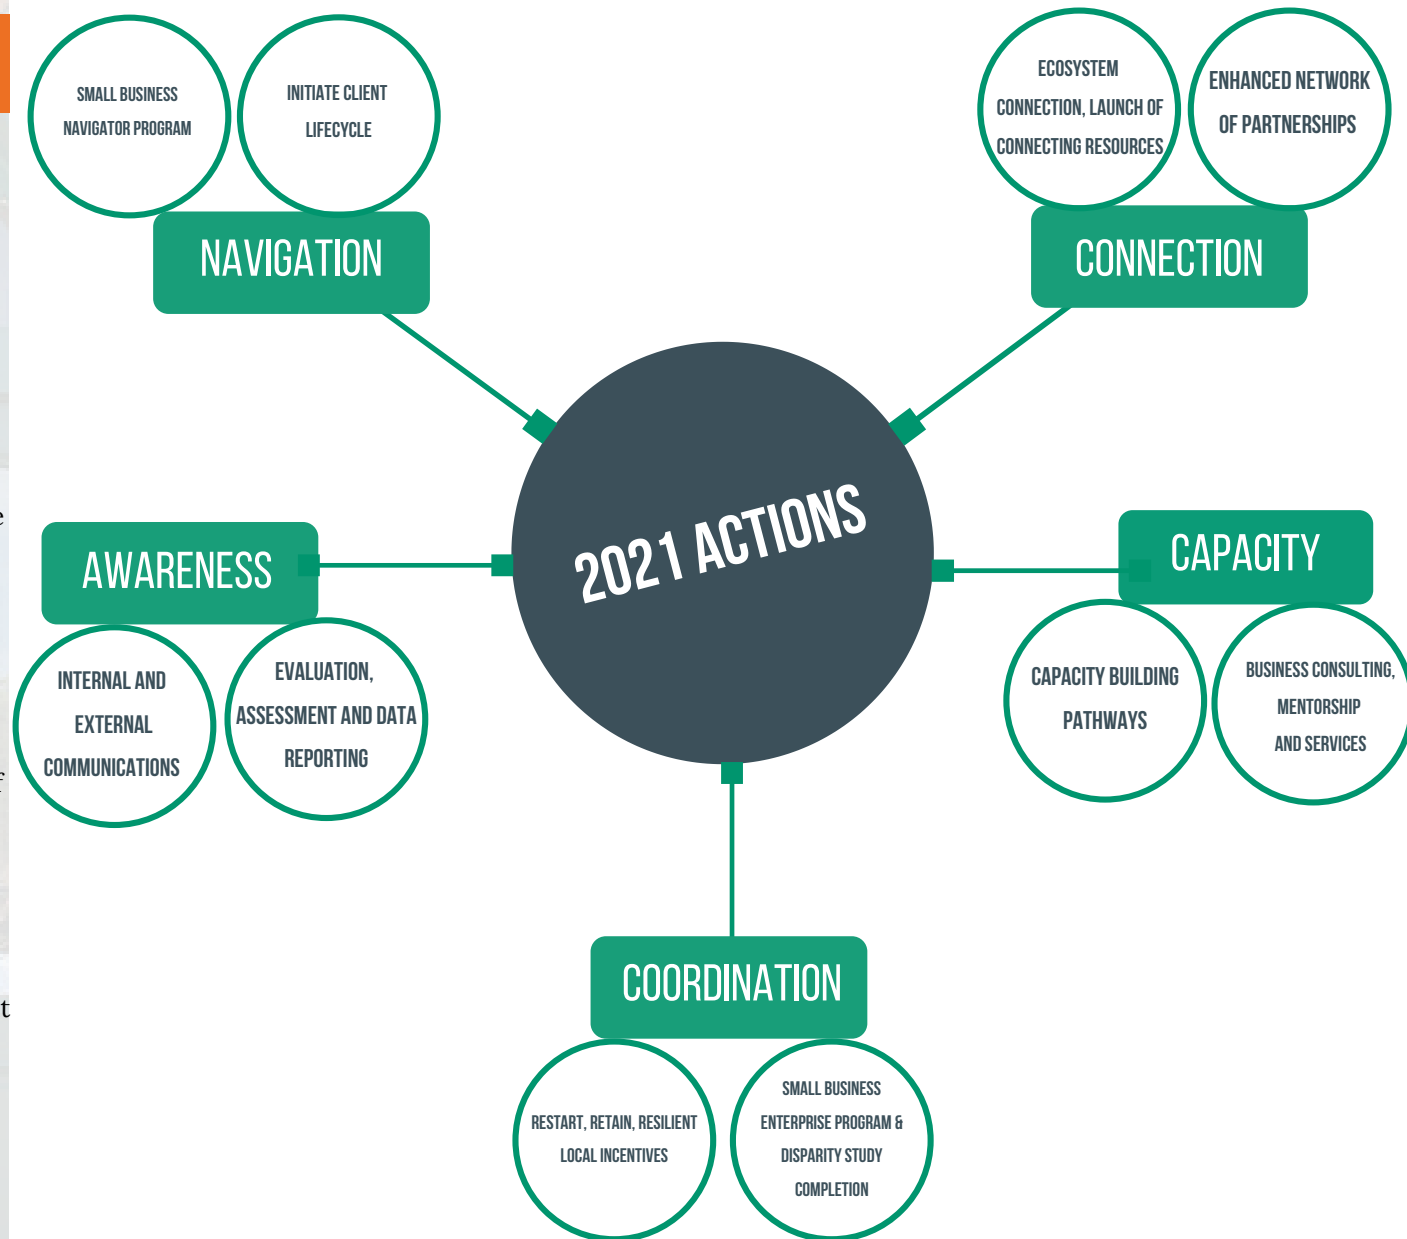 SMALL BUSINESS
NAVIGATOR PROGRAM
INITIATE CLIENT
LIFECYCLE
NAVIGATION
ECOSYSTEM
CONNECTION, LAUNCH OF
CONNECTING RESOURCES
ENHANCED NETWORK
OF PARTNERSHIPS
CONNECTION
2021 ACTIONS
AWARENESS
INTERNAL AND
EXTERNAL
COMMUNICATIONS
EVALUATION,
ASSESSMENT AND DATA
REPORTING
CAPACITY
CAPACITY BUILDING
PATHWAYS
BUSINESS CONSULTING,
MENTORSHIP
AND SERVICES
COORDINATION
RESTART, RETAIN, RESILIENT
LOCAL INCENTIVES
SMALL BUSINESS
ENTERPRISE PROGRAM &
DISPARITY STUDY
COMPLETION